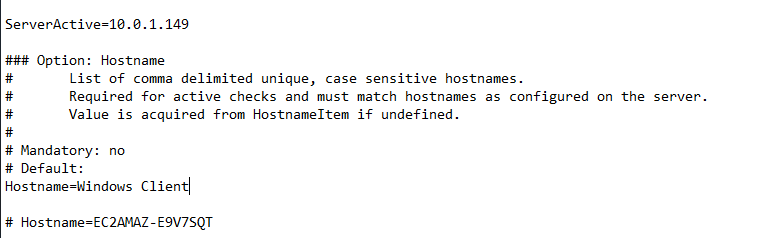 ServerActive=10.0.1.149
### Option: Hostname
#       List of comma delimited unique, case sensitive hostnames.
#       Required for active checks and must match hostnames as configured on the server.
#       Value is acquired from HostnameItem if undefined.
#
# Mandatory: no
# Default:
Hostname=Windows Client
# Hostname=EC2AMAZ-E9V7SQT